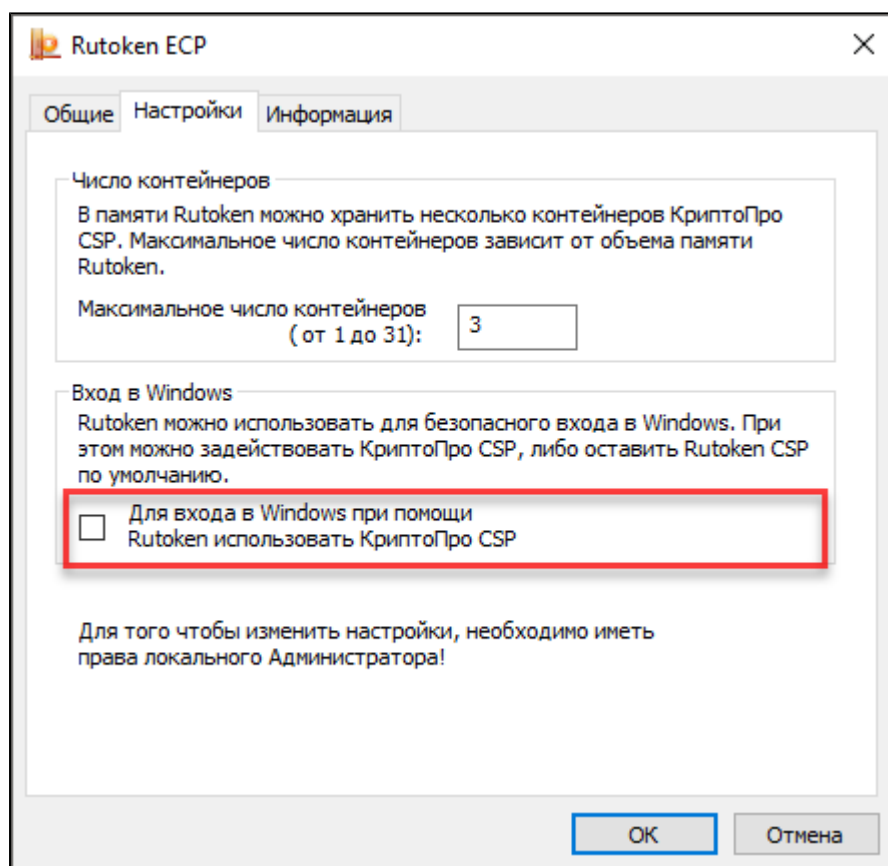 Rutoken ECP
Общие Настройки Информация
Число контейнеров
В памяти Rutoken можно хранить несколько контейнеров КриптоПро
CSP. Максимальное число контейнеров зависит от объема памяти
Rutoken.
Максимальное число контейнеров
( от 1 до 31): 3
Вход в Windows
Rutoken можно использовать для безопасного входа в Windows. При
этом можно задействовать КриптоПро CSP, либо оставить Rutoken CSP
по умолчанию.
Для входа в Windows при помощи
Rutoken использовать КриптоПро CSP
Для того чтобы изменить настройки, необходимо иметь
права локального Администратора!
ОК Отмена